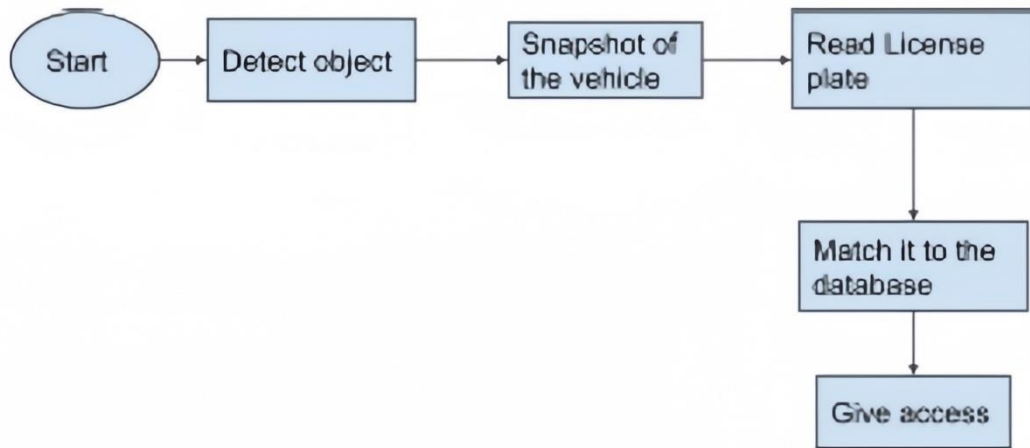 Start
Detect object
Snapshot of
the vehicle
Read License
plate
Match it to the
database
Give access